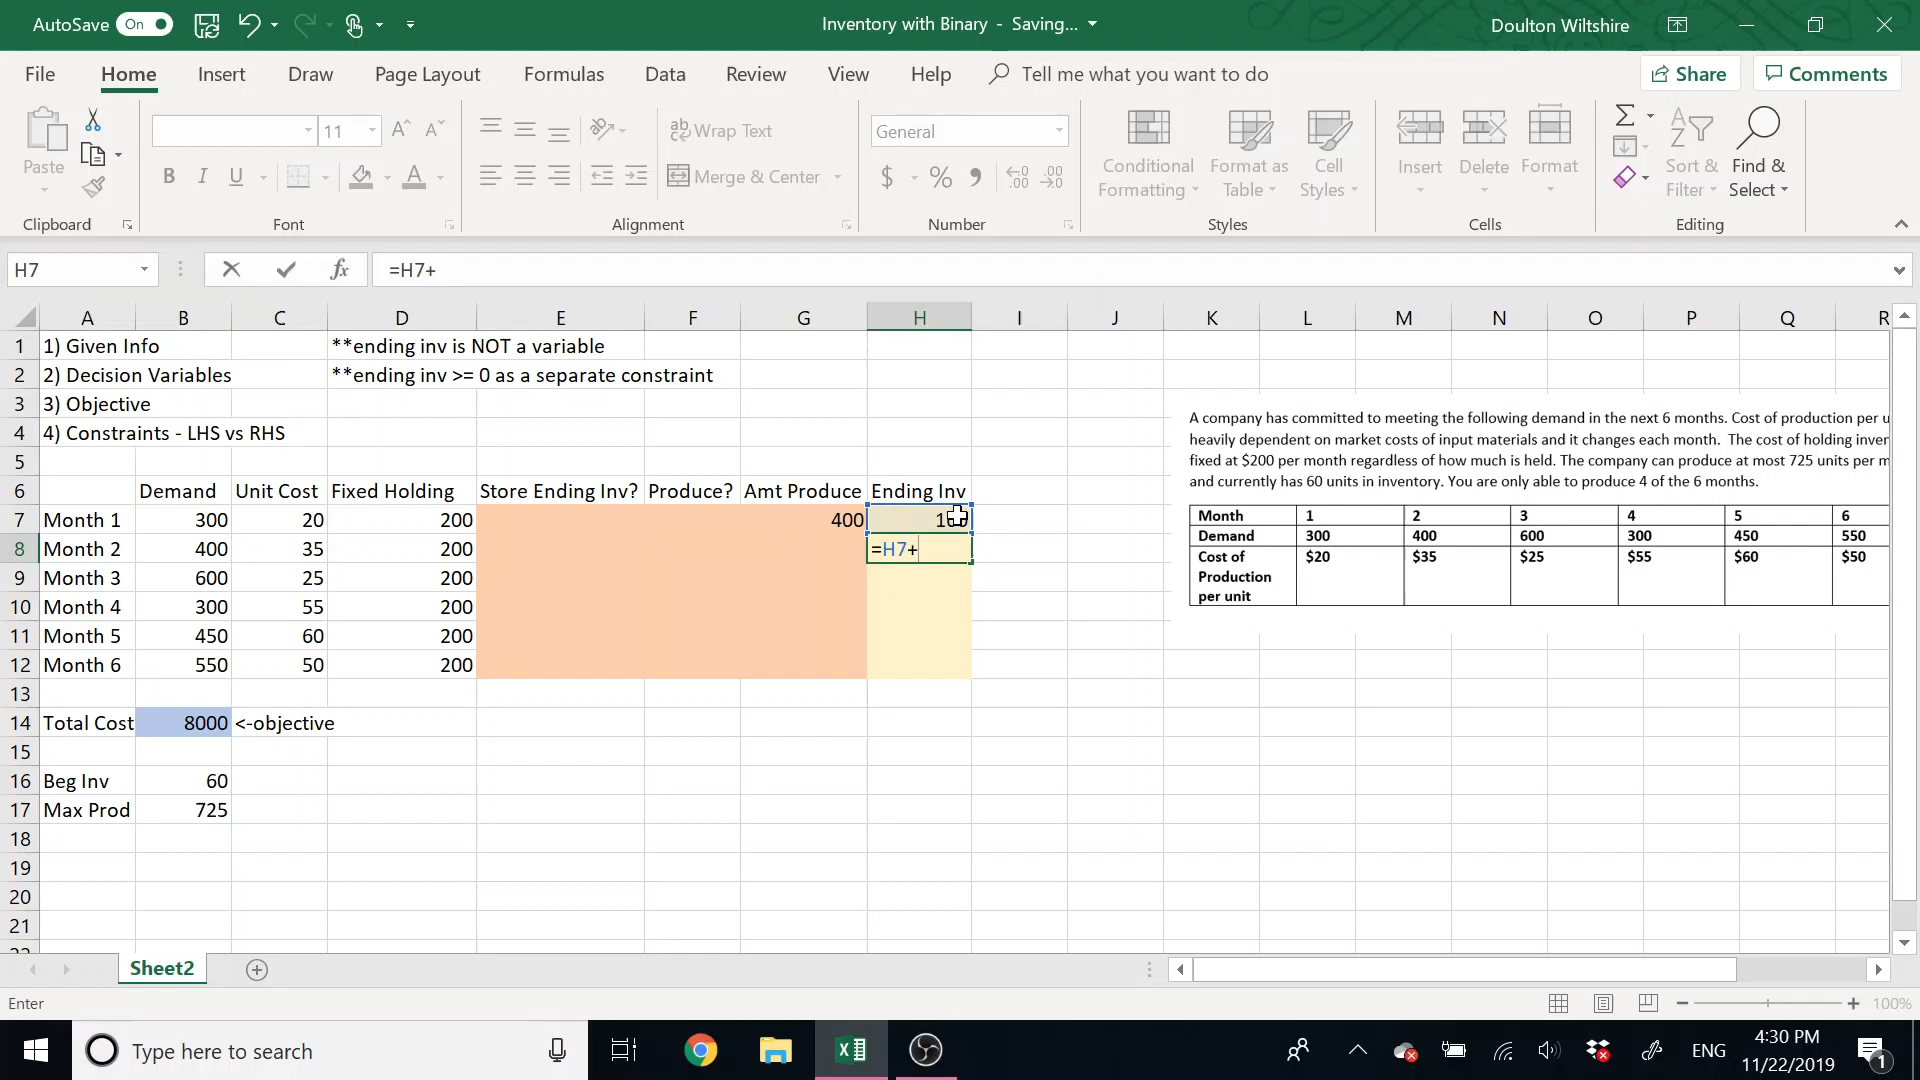 AutoSave On Inventory with Binary - Saving... Doulton Wiltshire
File Home Insert Draw Page Layout Formulas Data Review View Help Tell me what you want to do Share Comments
Paste 11 Wrap Text General Conditional Formatting Format as Table Cell Styles Insert Delete Format Sort & Filter Find & Select
B I U Merge & Center $ %
Clipboard Font Alignment Number Styles Cells Editing
H7 fx =H7+
A B C D E F G H I J K L M N O P Q R
1 1) Given Info **ending inv is NOT a variable
2 2) Decision Variables **ending inv >= 0 as a separate constraint
3 3) Objective
4 4) Constraints - LHS vs RHS
5
6 Demand Unit Cost Fixed Holding Store Ending Inv? Produce? Amt Produce Ending Inv
7 Month 1 300 20 200 400
8 Month 2 400 35 200 =H7+
9 Month 3 600 25 200
10 Month 4 300 55 200
11 Month 5 450 60 200
12 Month 6 550 50 200
13
14 Total Cost 8000 <-objective
15
16 Beg Inv 60
17 Max Prod 725
18
19
20
21
A company has committed to meeting the following demand in the next 6 months. Cost of production per u
heavily dependent on market costs of input materials and it changes each month. The cost of holding inver
fixed at $200 per month regardless of how much is held. The company can produce at most 725 units per m
and currently has 60 units in inventory. You are only able to produce 4 of the 6 months.
Month 1 2 3 4 5 6
Demand 300 400 600 300 450 550
Cost of $20 $35 $25 $55 $60 $50
Production
per unit
Sheet2
Enter 100%
Type here to search ENG 4:30 PM
11/22/2019 1